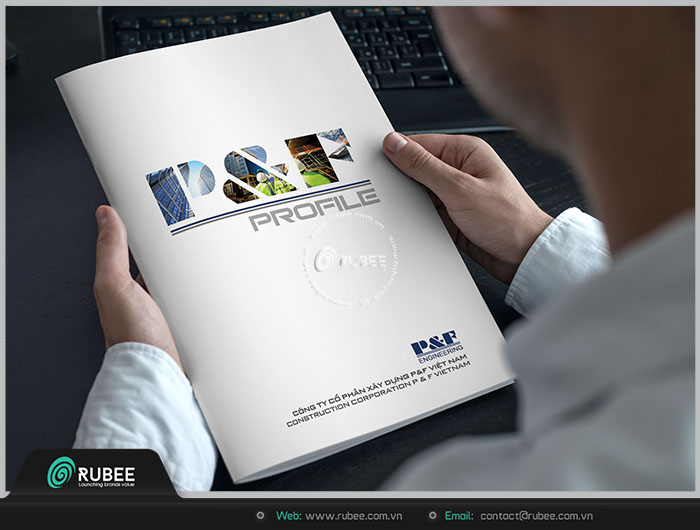 P&F
PROFILE
RUBEE
P&F
ENGINEERING
CÔNG TY CỔ PHẦN XÂY DỰNG P&F VIỆT NAM
CONSTRUCTION CORPORATION P & F VIETNAM
RUBEE
Launching brands value
Web: www.rubee.com.vn
Email: contact@rubee.com.vn